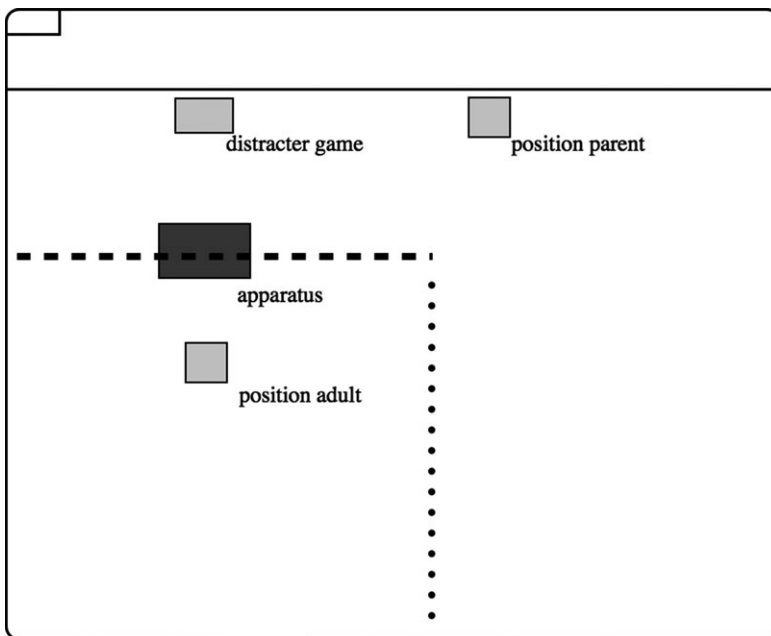 distracter game
position parent
apparatus
position adult